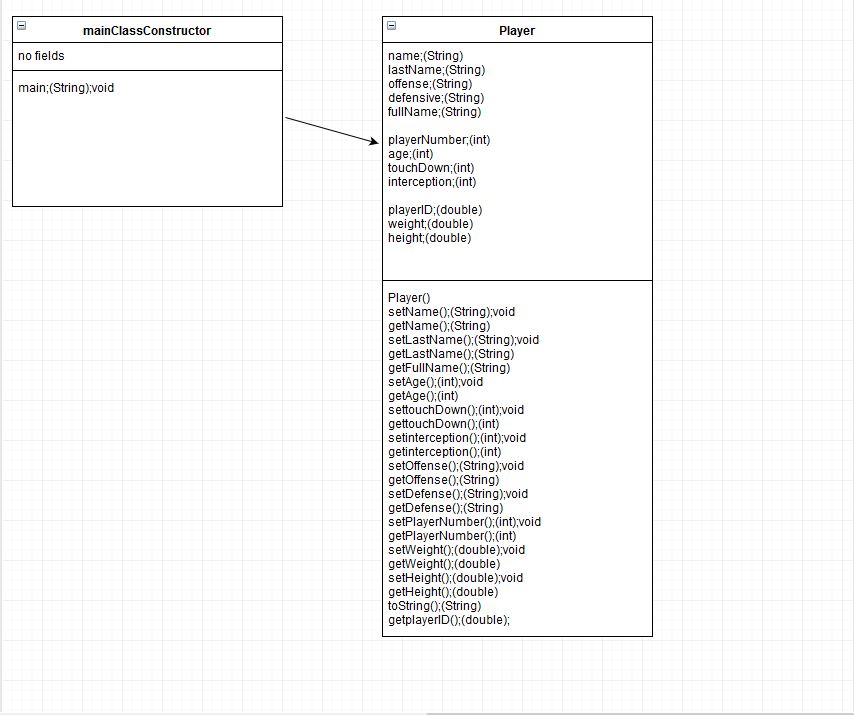 mainClassConstructor
no fields
main;(String);void
Player
name;(String)
lastName;(String)
offense;(String)
defensive;(String)
fullName;(String)
playerNumber;(int)
age;(int)
touchDown;(int)
interception;(int)
playerID;(double)
weight;(double)
height;(double)
Player()
setName();(String);void
getName();(String)
setLastName();(String);void
getLastName();(String)
getFullName();(String)
setAge();(int);void
getAge();(int)
settouchDown();(int);void
gettouchDown();(int)
setinterception();(int);void
getinterception();(int)
setOffense();(String);void
getOffense();(String)
setDefense();(String);void
getDefense();(String)
setPlayerNumber();(int);void
getPlayerNumber();(int)
setWeight();(double);void
getWeight();(double)
setHeight();(double);void
getHeight();(double)
toString();(String)
getplayerID();(double);